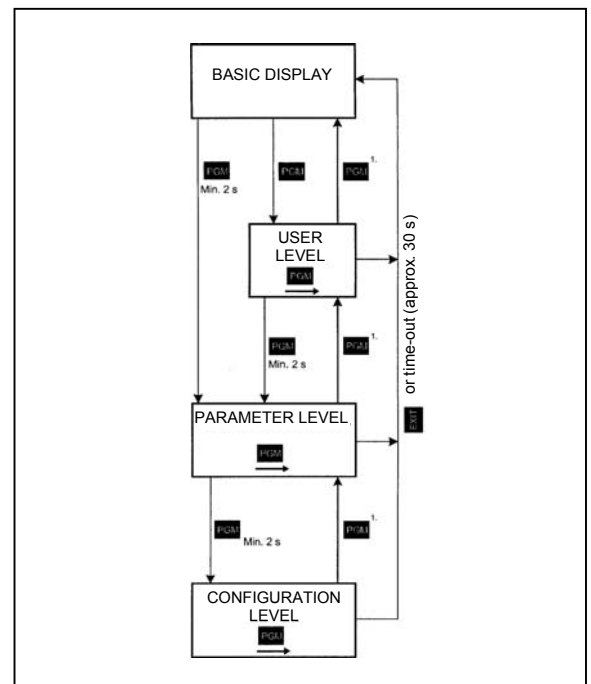 BASIC DISPLAY
PGM
PGM
PGM 1.
Min. 2 s
USER
LEVEL
PGM
PGM
PGM 1.
Min. 2 s
or time-out (approx. 30 s)
EXIT
PARAMETER LEVEL
PGM
PGM
PGM 1.
Min. 2 s
CONFIGURATION
LEVEL
PGM